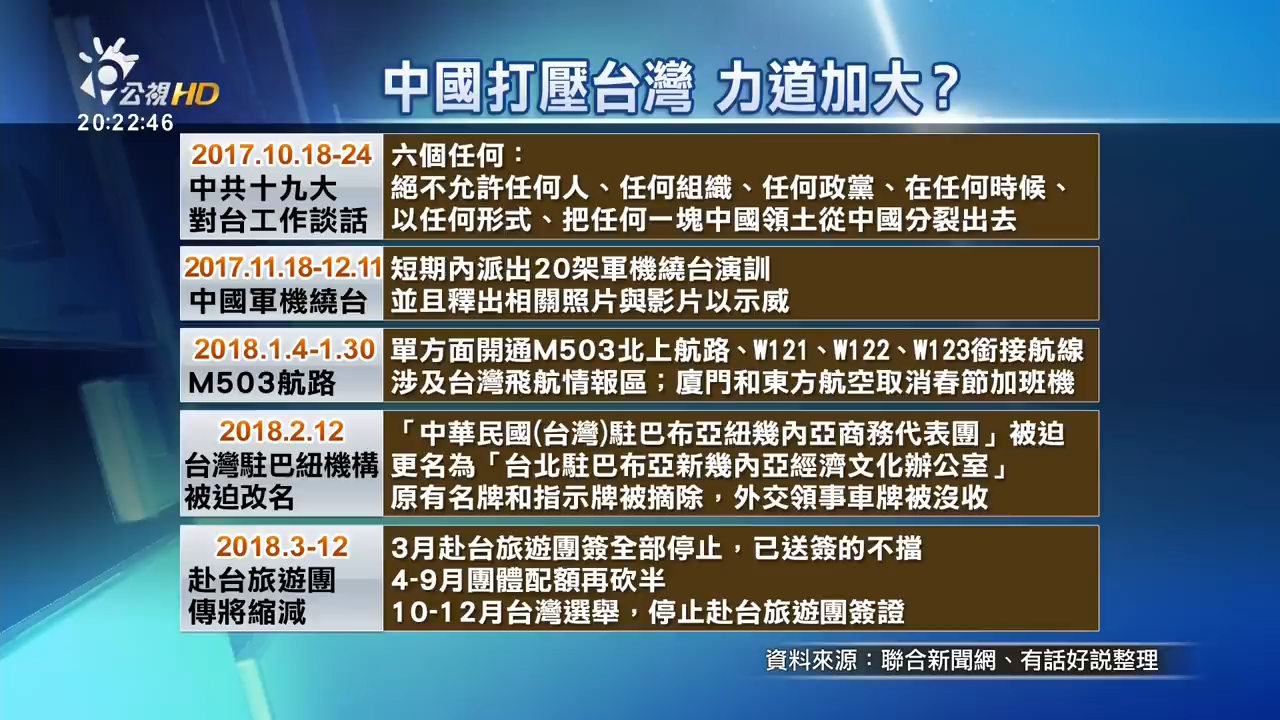 公視HD
20:22:46
中國打壓台灣 力道加大？
2017.10.18-24
中共十九大
對台工作談話
六個任何：
絕不允許任何人、任何組織、任何政黨、在任何時候、
以任何形式、把任何一塊中國領土從中國分裂出去
2017.11.18-12.11
中國軍機繞台
短期內派出20架軍機繞台演訓
並且釋出相關照片與影片以示威
2018.1.4-1.30
M503航路
單方面開通M503北上航路、W121、W122、W123銜接航線
涉及台灣飛航情報區；廈門和東方航空取消春節加班機
2018.2.12
台灣駐巴紐機構
被迫改名
「中華民國(台灣)駐巴布亞紐幾內亞商務代表團」被迫
更名為「台北駐巴布亞新幾內亞經濟文化辦公室」
原有名牌和指示牌被摘除，外交領事車牌被沒收
2018.3-12
赴台旅遊團
傳將縮減
3月赴台旅遊團簽全部停止，已送簽的不擋
4-9月團體配額再砍半
10-12月台灣選舉，停止赴台旅遊團簽證
資料來源：聯合新聞網、有話好說整理